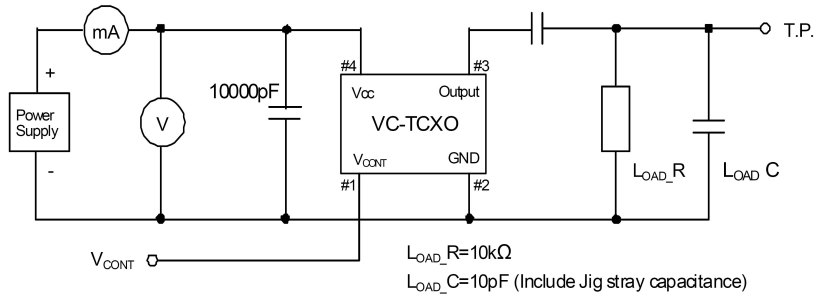 mA
T.P.
#4
#3
+
10000pF
Vcc
Output
Power
Supply
V
VC-TCXO
-
VCONT
GND
LOAD_R
LOAD C
#1
#2
VCONT
LOAD_R=10kΩ
LOAD_C=10pF (Include Jig stray capacitance)